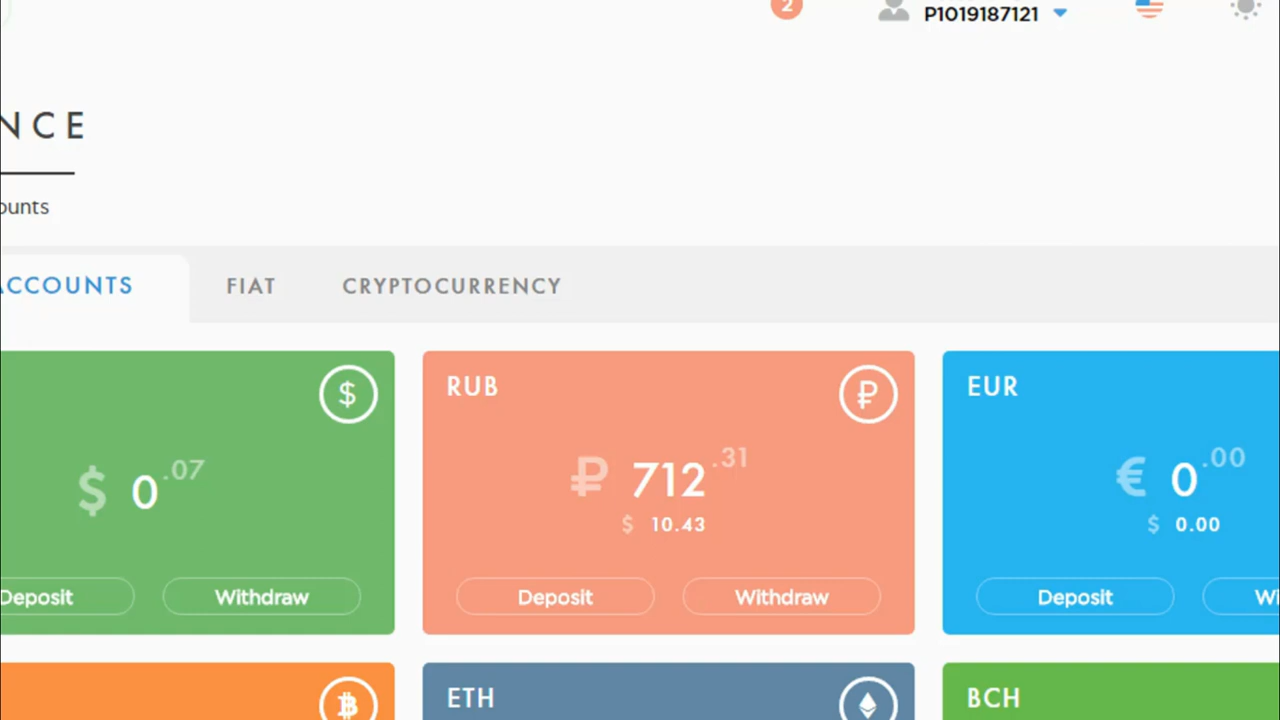 2
P1019187121
NCE
ounts
ACCOUNTS FIAT CRYPTOCURRENCY
$ RUB ₽ EUR
$ 0.07 ₽ 712.31 € 0.00
$ 10.43 $ 0.00
Deposit Withdraw Deposit Withdraw Deposit Wi
ETH BCH